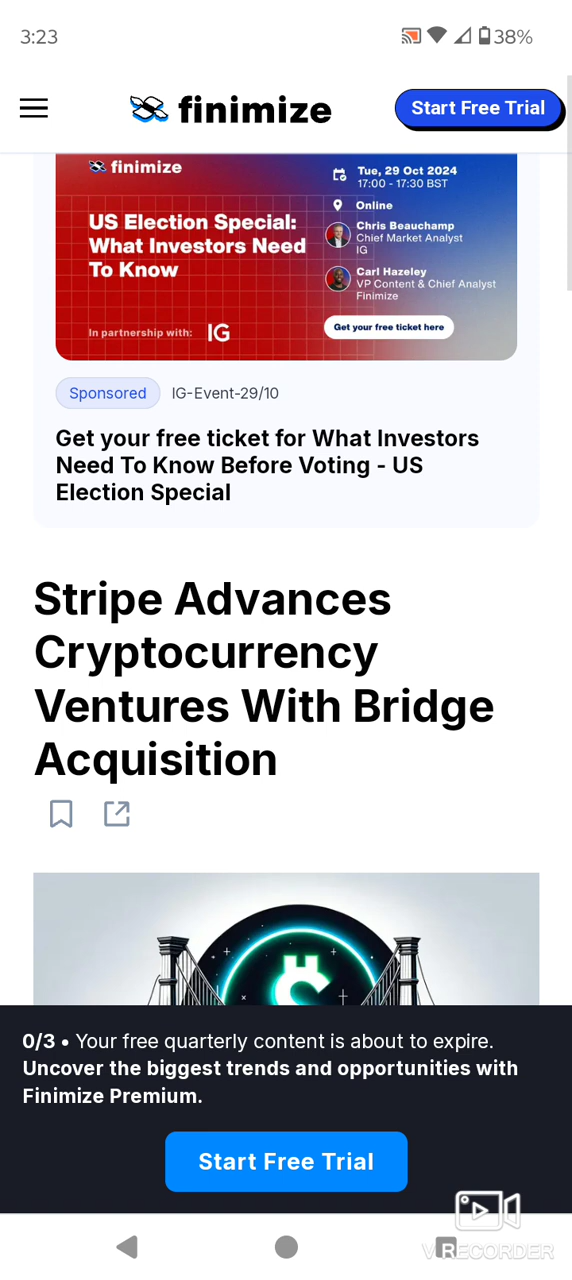 3:23
38%
finimize
Start Free Trial
finimize
Tue, 29 Oct 2024
17:00 - 17:30 BST
Online
US Election Special:
What Investors Need
To Know
Chris Beauchamp
Chief Market Analyst
IG
Carl Hazeley
VP Content & Chief Analyst
Finimize
In partnership with: IG
Get your free ticket here
Sponsored
IG-Event-29/10
Get your free ticket for What Investors
Need To Know Before Voting - US
Election Special
Stripe Advances
Cryptocurrency
Ventures With Bridge
Acquisition
0/3 • Your free quarterly content is about to expire.
Uncover the biggest trends and opportunities with
Finimize Premium.
Start Free Trial
VRECORDER